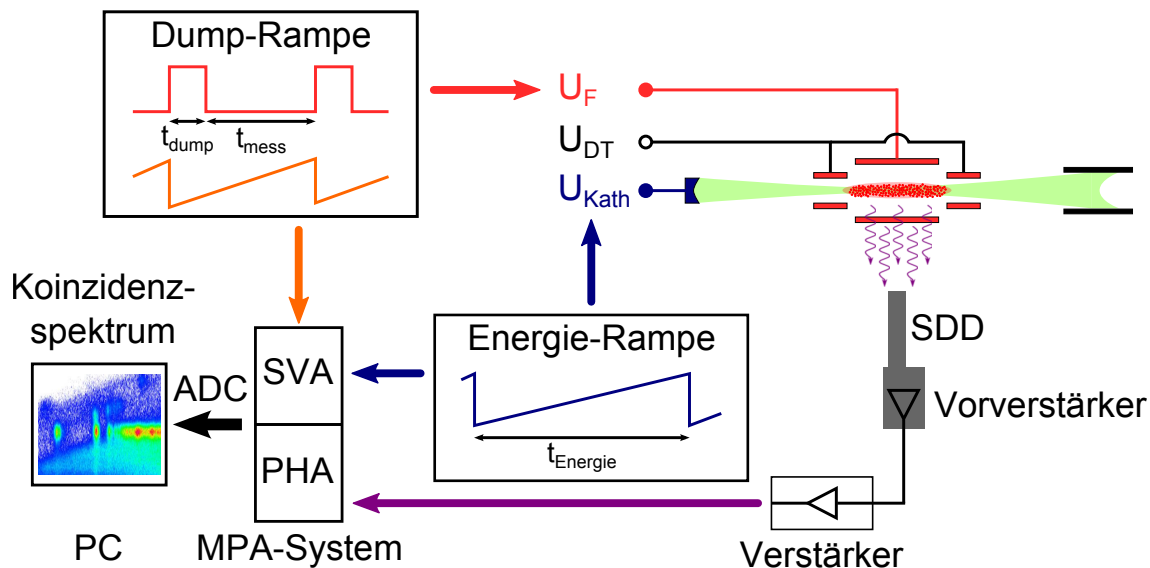 Dump-Rampe
t_dump
t_mess
U_F
U_DT
U_Kath
Koinzidenz-
spektrum
ADC
SVA
PHA
Energie-Rampe
t_Energie
SDD
Vorverstärker
PC
MPA-System
Verstärker